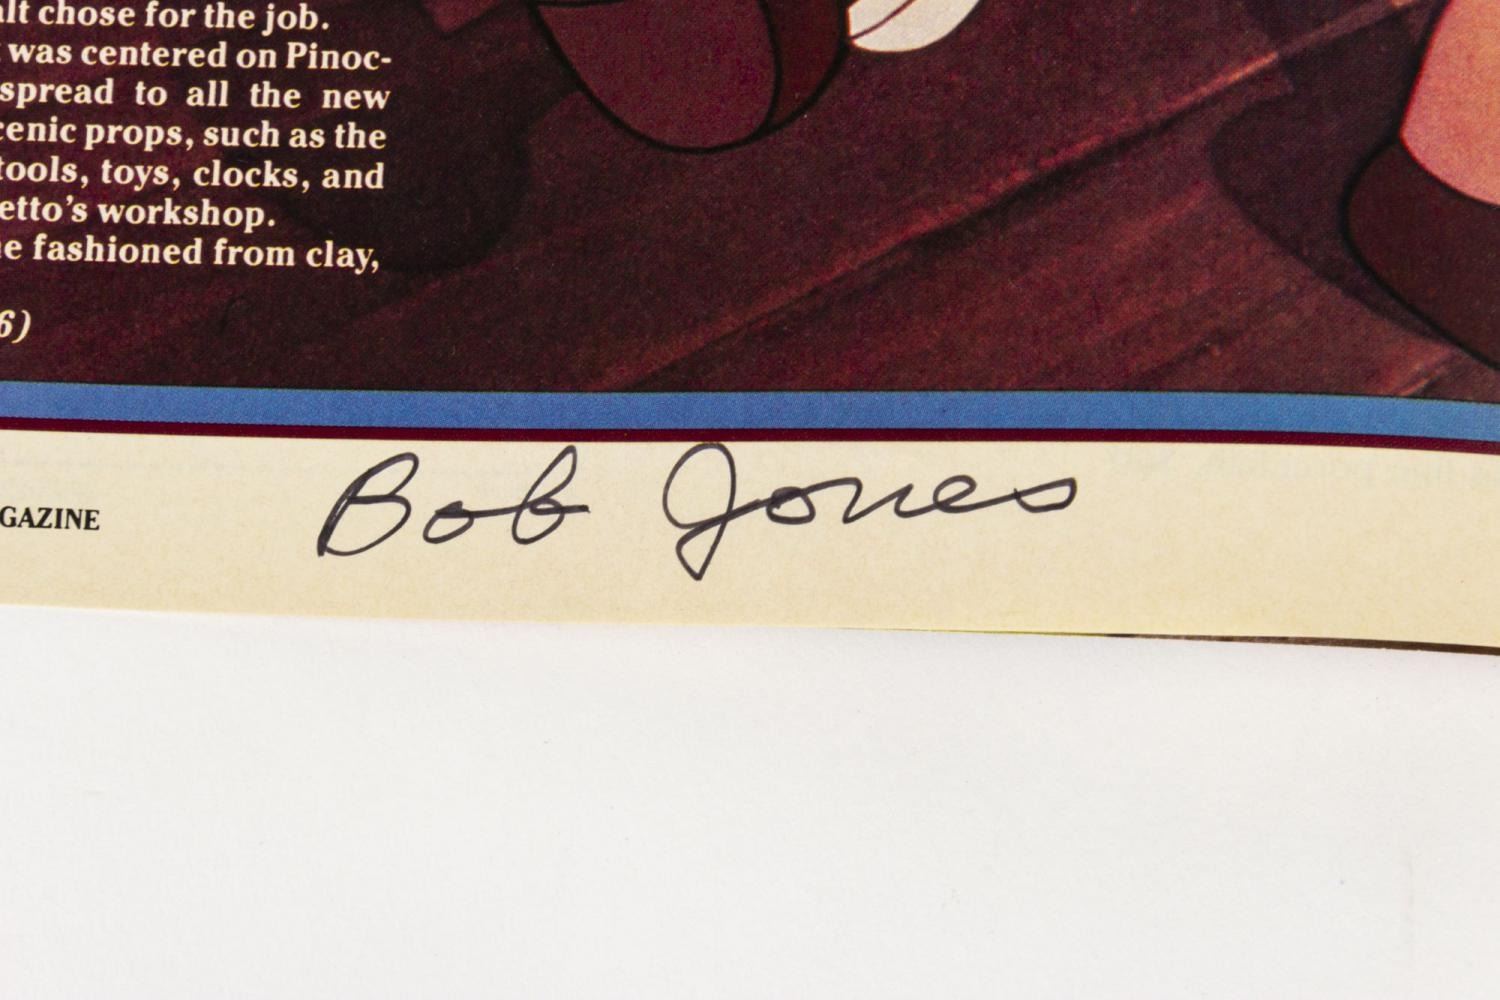 alt chose for the job.
was centered on Pinoc-
spread to all the new
cenic props, such as the
tools, toys, clocks, and
etto's workshop.
e fashioned from clay,
6)
GAZINE
Bob Jones